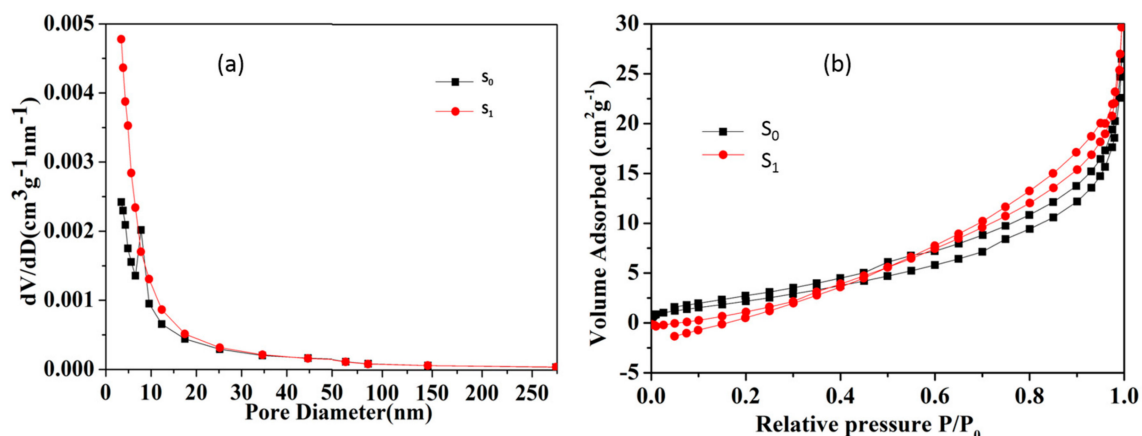 (a)
S₀
S₁
dV/dD(cm³g⁻¹nm⁻¹)
0.005
0.004
0.003
0.002
0.001
0.000
0 10 20 30 40 50 100 150 200 250
Pore Diameter(nm)
(b)
S₀
S₁
Volume Adsorbed (cm²g⁻¹)
30
25
20
15
10
5
0
-5
0.0 0.2 0.4 0.6 0.8 1.0
Relative pressure P/P₀